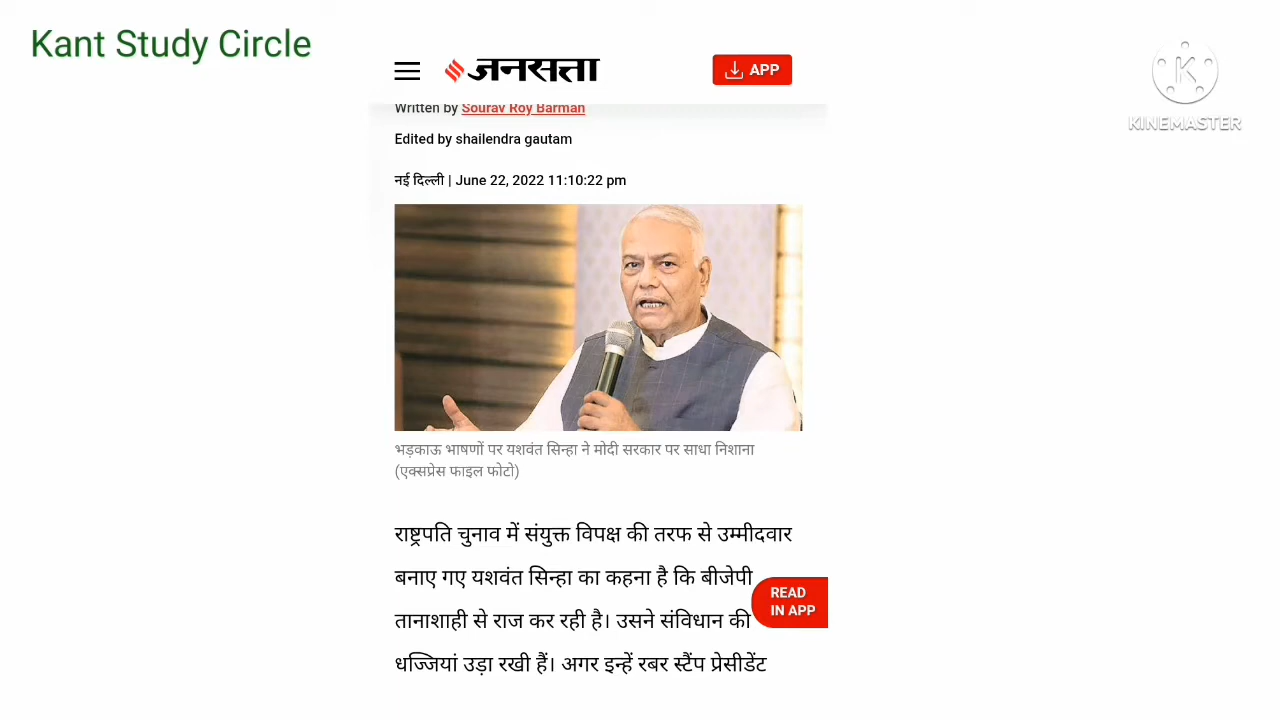 Kant Study Circle
जनसत्ता
APP
KINEMASTER
Written by Sourav Roy Barman
Edited by shailendra gautam
नई दिल्ली | June 22, 2022 11:10:22 pm
भड़काऊ भाषणों पर यशवंत सिन्हा ने मोदी सरकार पर साधा निशाना
(एक्सप्रेस फाइल फोटो)
राष्ट्रपति चुनाव में संयुक्त विपक्ष की तरफ से उम्मीदवार
बनाए गए यशवंत सिन्हा का कहना है कि बीजेपी
तानाशाही से राज कर रही है। उसने संविधान की
धज्जियां उड़ा रखी हैं। अगर इन्हें रबर स्टैंप प्रेसीडेंट
READ
IN APP